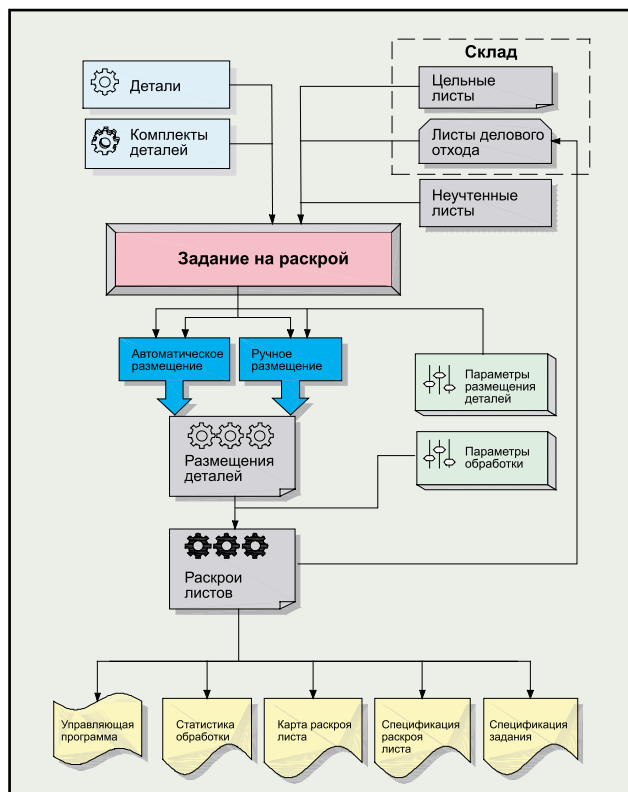 Склад
Детали
Цельные
листы
Комплекты
деталей
Листы делового
отхода
Неучтенные
листы
Задание на раскрой
Автоматическое
размещение
Ручное
размещение
Параметры
размещения
деталей
Размещения
деталей
Параметры
обработки
Раскрои
листов
Управляющая
программа
Статистика
обработки
Карта раскроя
листа
Спецификация
раскроя
листа
Спецификация
задания